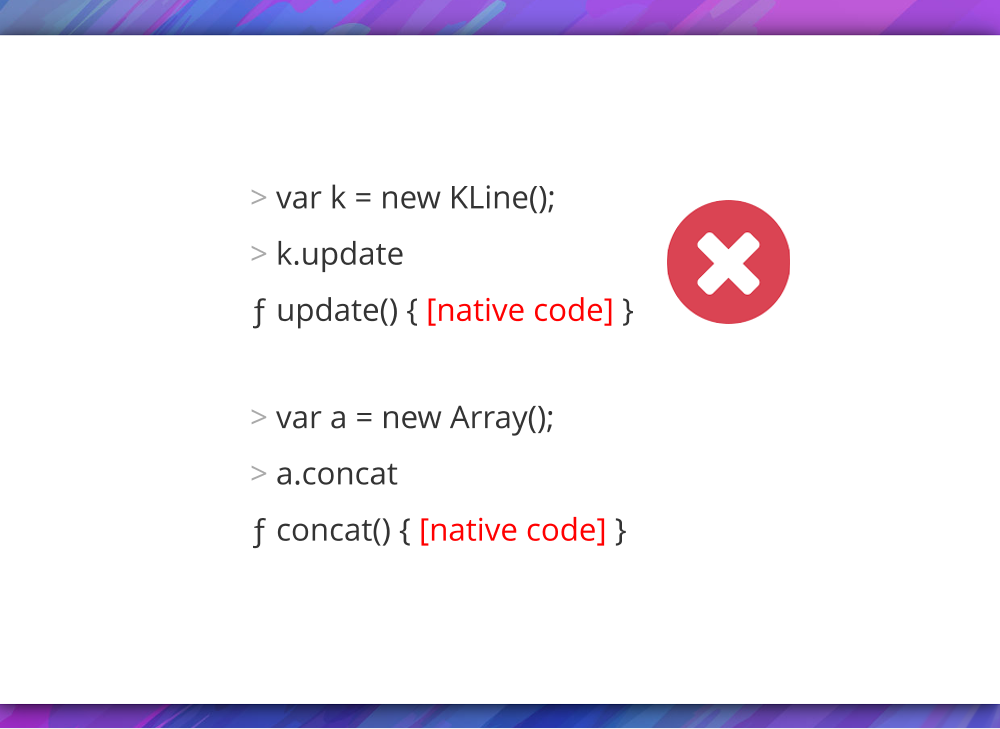 > var k = new KLine();
> k.update
ƒ update() { [native code] }
> var a = new Array();
> a.concat
ƒ concat() { [native code] }